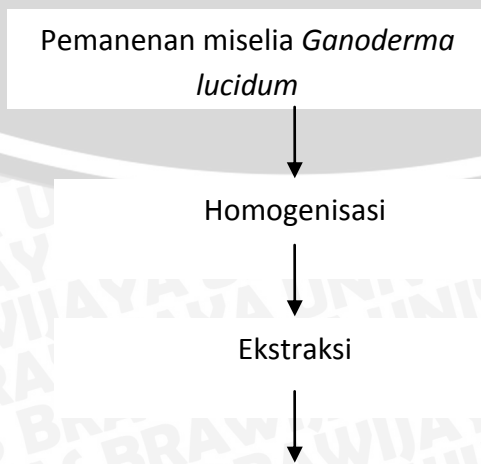 Pemanenan miselia Ganoderma
lucidum
Homogenisasi
Ekstraksi